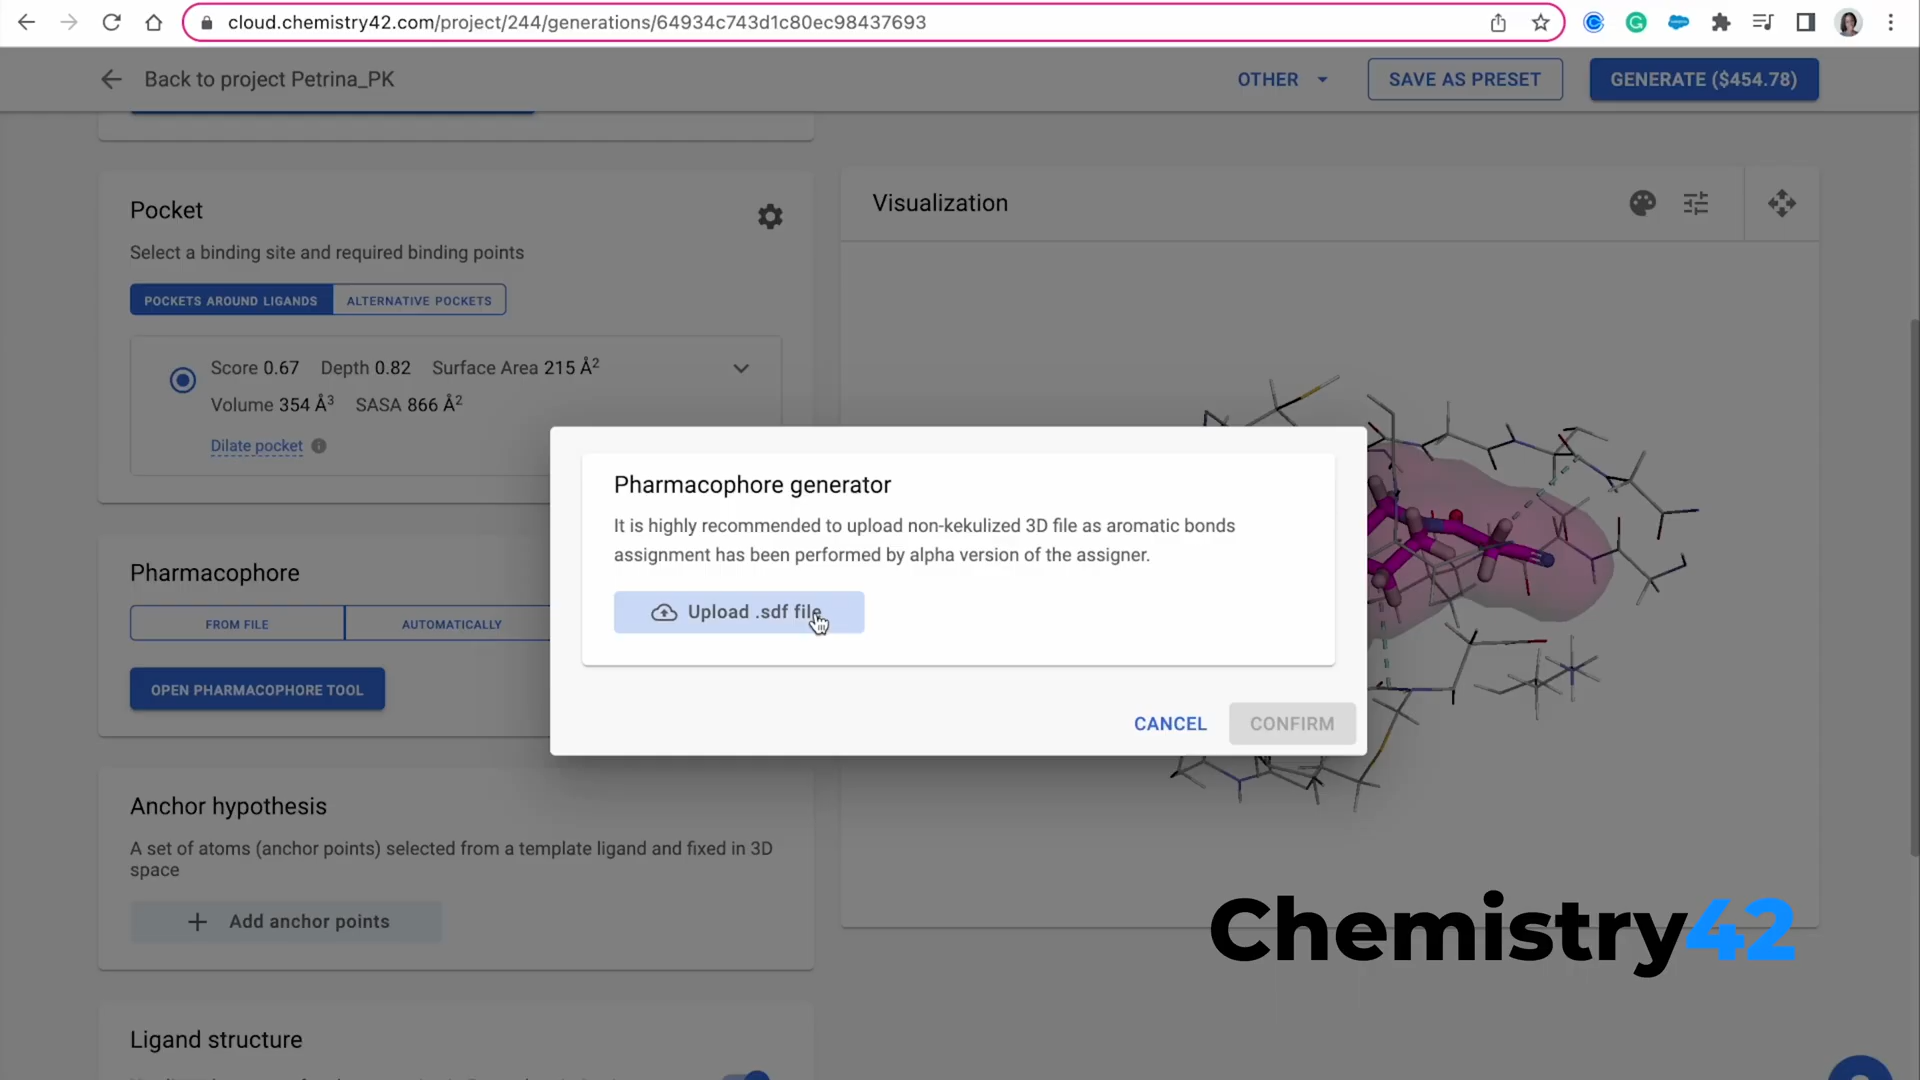 cloud.chemistry42.com/project/244/generations/64934c743d1c80ec98437693
Back to project Petrina_PK
OTHER
SAVE AS PRESET
GENERATE ($454.78)
Pocket
Select a binding site and required binding points
POCKETS AROUND LIGANDS
ALTERNATIVE POCKETS
Score 0.67 Depth 0.82 Surface Area 215 Å²
Volume 354 Å³ SASA 866 Å²
Dilate pocket
Visualization
Pharmacophore generator
It is highly recommended to upload non-kekulized 3D file as aromatic bonds
assignment has been performed by alpha version of the assigner.
Upload .sdf file
CANCEL
CONFIRM
Pharmacophore
FROM FILE
AUTOMATICALLY
OPEN PHARMACOPHORE TOOL
Anchor hypothesis
A set of atoms (anchor points) selected from a template ligand and fixed in 3D
space
Add anchor points
Chemistry42
Ligand structure